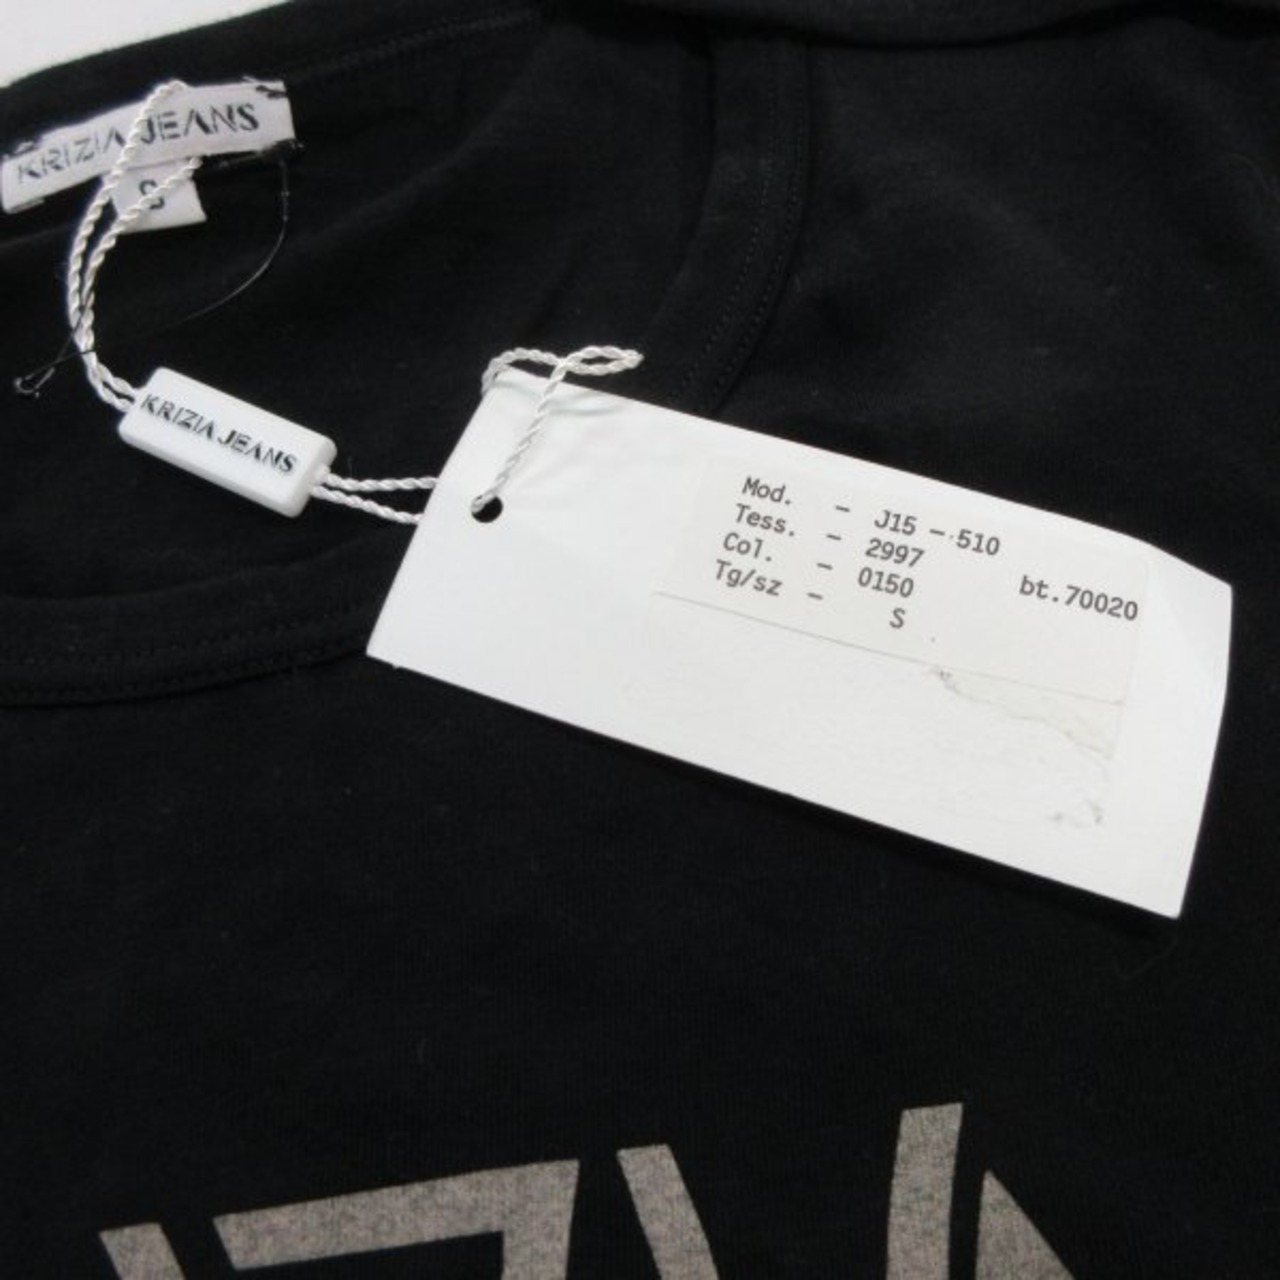 KRIZIA JEANS
S
KRIZIA JEANS
Mod. - J15 - 510
Tess. - 2997
Col. - 0150 bt.70020
Tg/sz - S